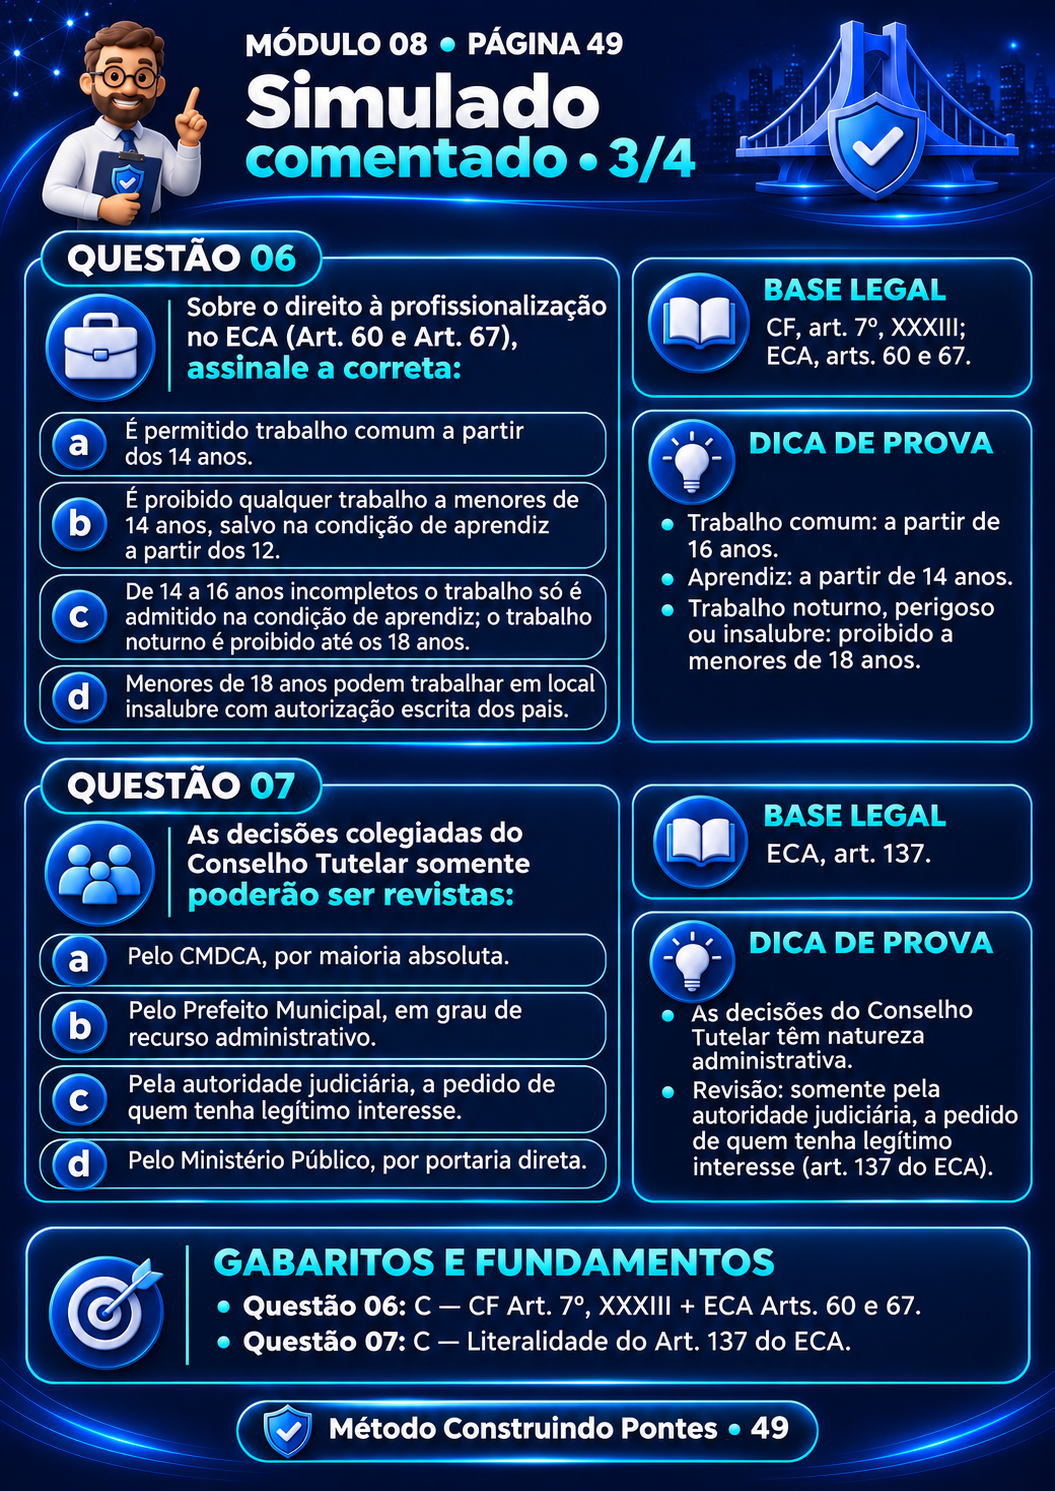 MÓDULO 08 • PÁGINA 49
Simulado
comentado • 3/4
QUESTÃO 06
Sobre o direito à profissionalização
no ECA (Art. 60 e Art. 67),
assinale a correta:
a
É permitido trabalho comum a partir
dos 14 anos.
b
É proibido qualquer trabalho a menores de
14 anos, salvo na condição de aprendiz
a partir dos 12.
c
De 14 a 16 anos incompletos o trabalho só é
admitido na condição de aprendiz; o trabalho
noturno é proibido até os 18 anos.
d
Menores de 18 anos podem trabalhar em local
insalubre com autorização escrita dos pais.
BASE LEGAL
CF, art. 7º, XXXIII;
ECA, arts. 60 e 67.
DICA DE PROVA
• Trabalho comum: a partir de
16 anos.
• Aprendiz: a partir de 14 anos.
• Trabalho noturno, perigoso
ou insalubre: proibido a
menores de 18 anos.
QUESTÃO 07
As decisões colegiadas do
Conselho Tutelar somente
poderão ser revistas:
a
Pelo CMDCA, por maioria absoluta.
b
Pelo Prefeito Municipal, em grau de
recurso administrativo.
c
Pela autoridade judiciária, a pedido de
quem tenha legítimo interesse.
d
Pelo Ministério Público, por portaria direta.
BASE LEGAL
ECA, art. 137.
DICA DE PROVA
• As decisões do Conselho
Tutelar têm natureza
administrativa.
• Revisão: somente pela
autoridade judiciária, a pedido
de quem tenha legítimo
interesse (art. 137 do ECA).
GABARITOS E FUNDAMENTOS
• Questão 06: C — CF Art. 7º, XXXIII + ECA Arts. 60 e 67.
• Questão 07: C — Literalidade do Art. 137 do ECA.
Método Construindo Pontes • 49